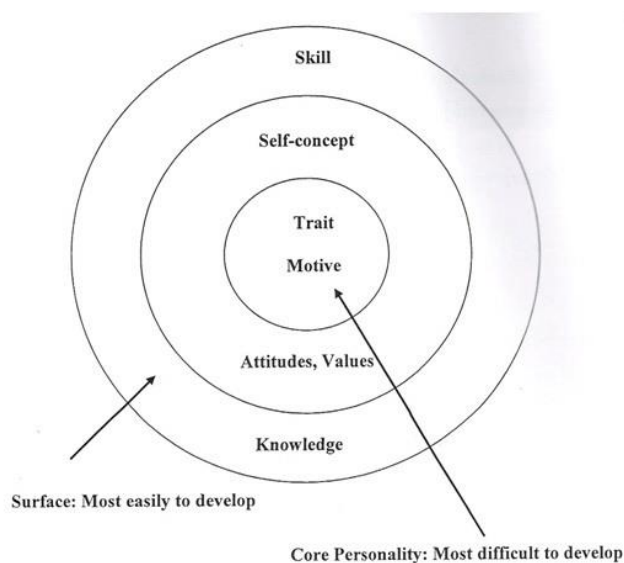 Skill
Self-concept
Trait
Motive
Attitudes, Values
Knowledge
Surface: Most easily to develop
Core Personality: Most difficult to develop